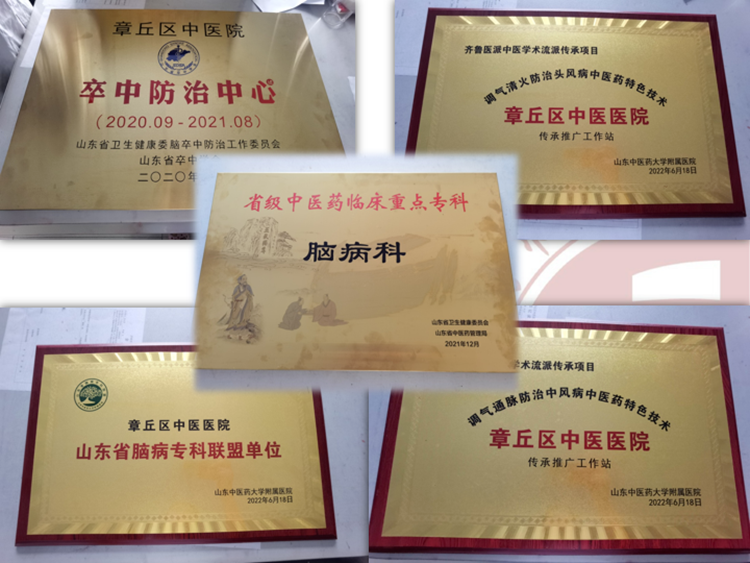 章丘区中医院
卒中防治中心
（2020.09-2021.08）
山东省卫生健康委脑卒中防治工作委员会
山东省卒中
二〇二〇年
齐鲁医派中医学术流派传承项目
调气清火防治头风病中医药特色技术
章丘区中医医院
传承推广工作站
山东中医药大学附属医院
2022年6月18日
省级中医药临床重点专科
脑病科
山东省卫生健康委员会
山东省中医药管理局
2021年12月
章丘区中医医院
山东省脑病专科联盟单位
山东中医药大学附属医院
2022年6月18日
学术流派传承项目
调气通脉防治中风病中医药特色技术
章丘区中医医院
传承推广工作站
山东中医药大学附属医院
2022年6月18日